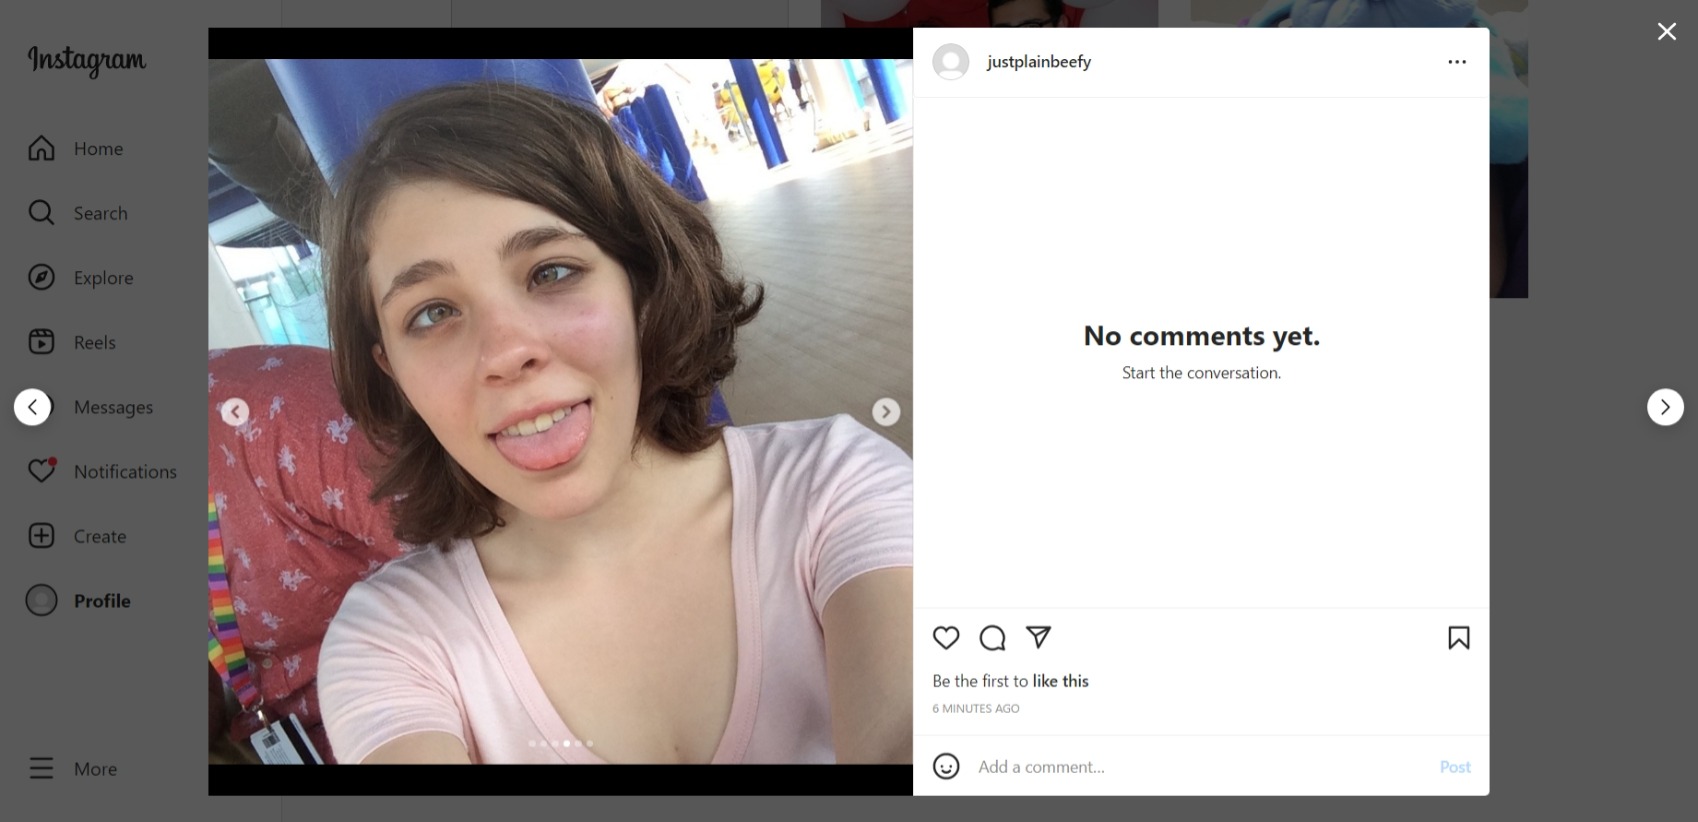 Instagram
Home
Search
Explore
Reels
Messages
Notifications
Create
Profile
More
justplainbeefy
No comments yet.
Start the conversation.
Be the first to like this
6 MINUTES AGO
Add a comment...
Post